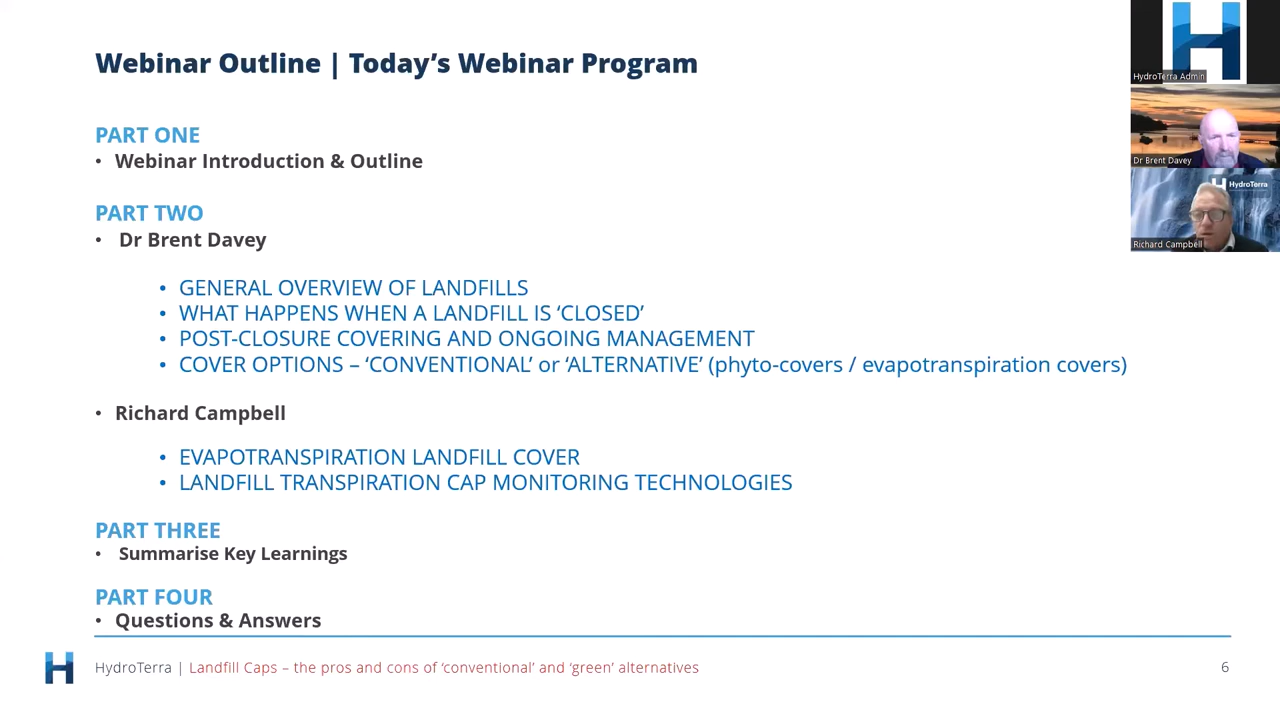 Webinar Outline | Today’s Webinar Program
PART ONE
• Webinar Introduction & Outline
PART TWO
• Dr Brent Davey
• GENERAL OVERVIEW OF LANDFILLS
• WHAT HAPPENS WHEN A LANDFILL IS ‘CLOSED’
• POST-CLOSURE COVERING AND ONGOING MANAGEMENT
• COVER OPTIONS – ‘CONVENTIONAL’ or ‘ALTERNATIVE’ (phyto-covers / evapotranspiration covers)
• Richard Campbell
• EVAPOTRANSPIRATION LANDFILL COVER
• LANDFILL TRANSPIRATION CAP MONITORING TECHNOLOGIES
PART THREE
• Summarise Key Learnings
PART FOUR
• Questions & Answers
HydroTerra | Landfill Caps – the pros and cons of ‘conventional’ and ‘green’ alternatives
6
HydroTerra Admin
Dr Brent Davey
HydroTerra
Richard Campbell